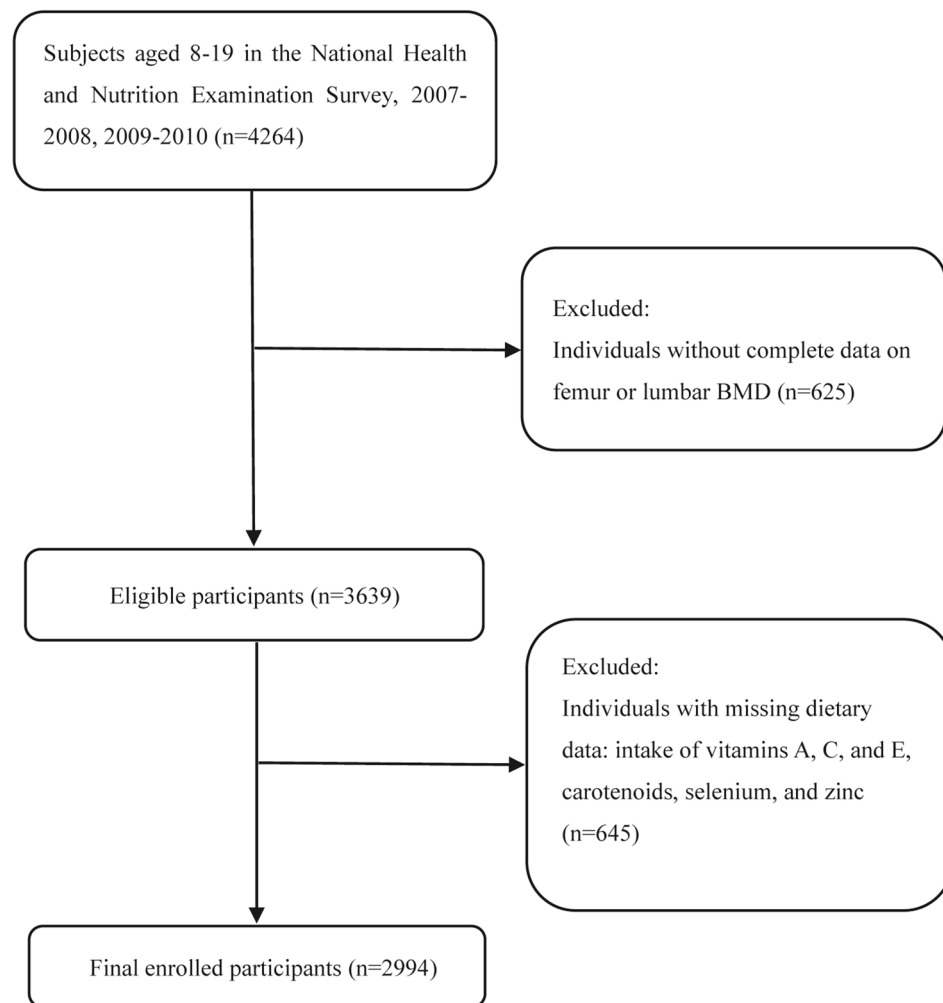 Subjects aged 8-19 in the National Health
and Nutrition Examination Survey, 2007-
2008, 2009-2010 (n=4264)
Excluded:
Individuals without complete data on
femur or lumbar BMD (n=625)
Eligible participants (n=3639)
Excluded:
Individuals with missing dietary
data: intake of vitamins A, C, and E,
carotenoids, selenium, and zinc
(n=645)
Final enrolled participants (n=2994)